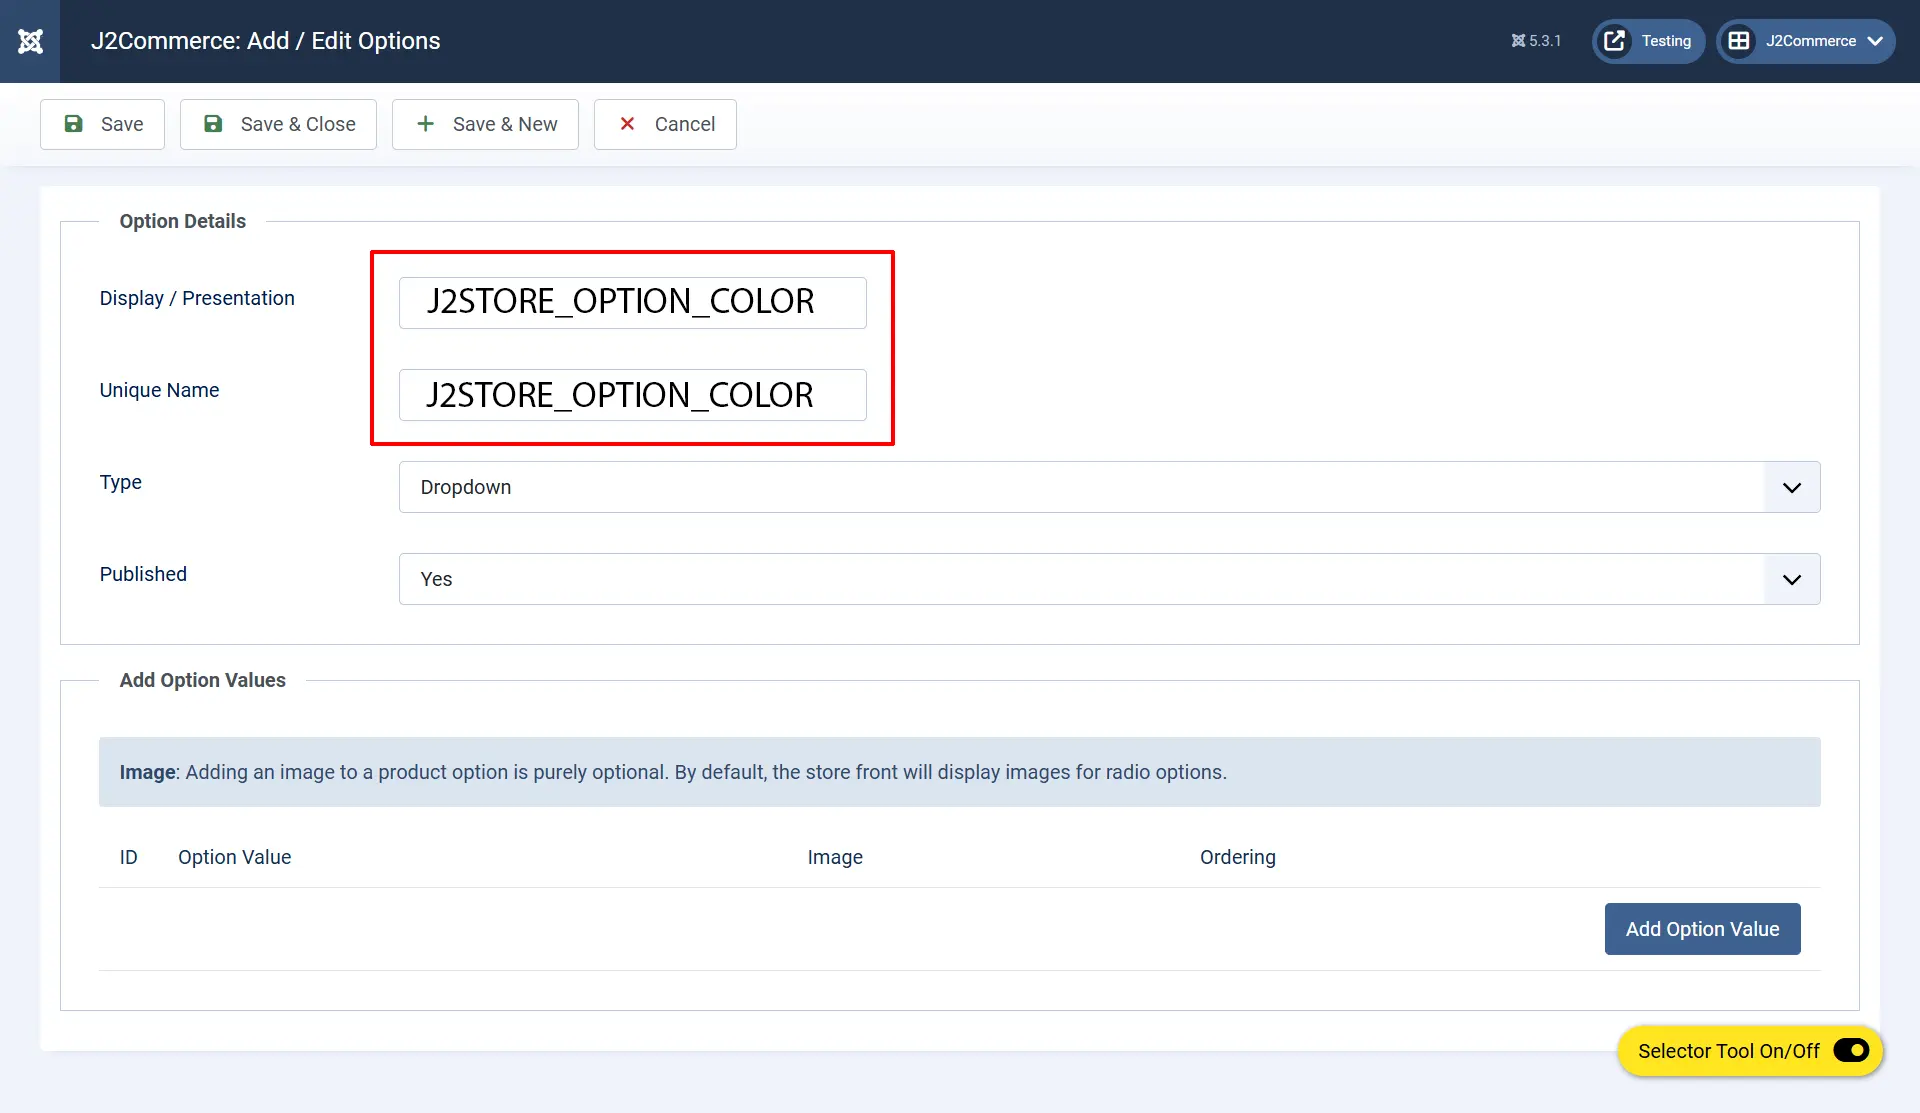 J2Commerce: Add / Edit Options
5.3.1
Testing
J2Commerce
Save
Save & Close
Save & New
Cancel
Option Details
Display / Presentation
J2STORE_OPTION_COLOR
Unique Name
J2STORE_OPTION_COLOR
Type
Dropdown
Published
Yes
Add Option Values
Image: Adding an image to a product option is purely optional. By default, the store front will display images for radio options.
ID Option Value Image Ordering
Add Option Value
Selector Tool On/Off